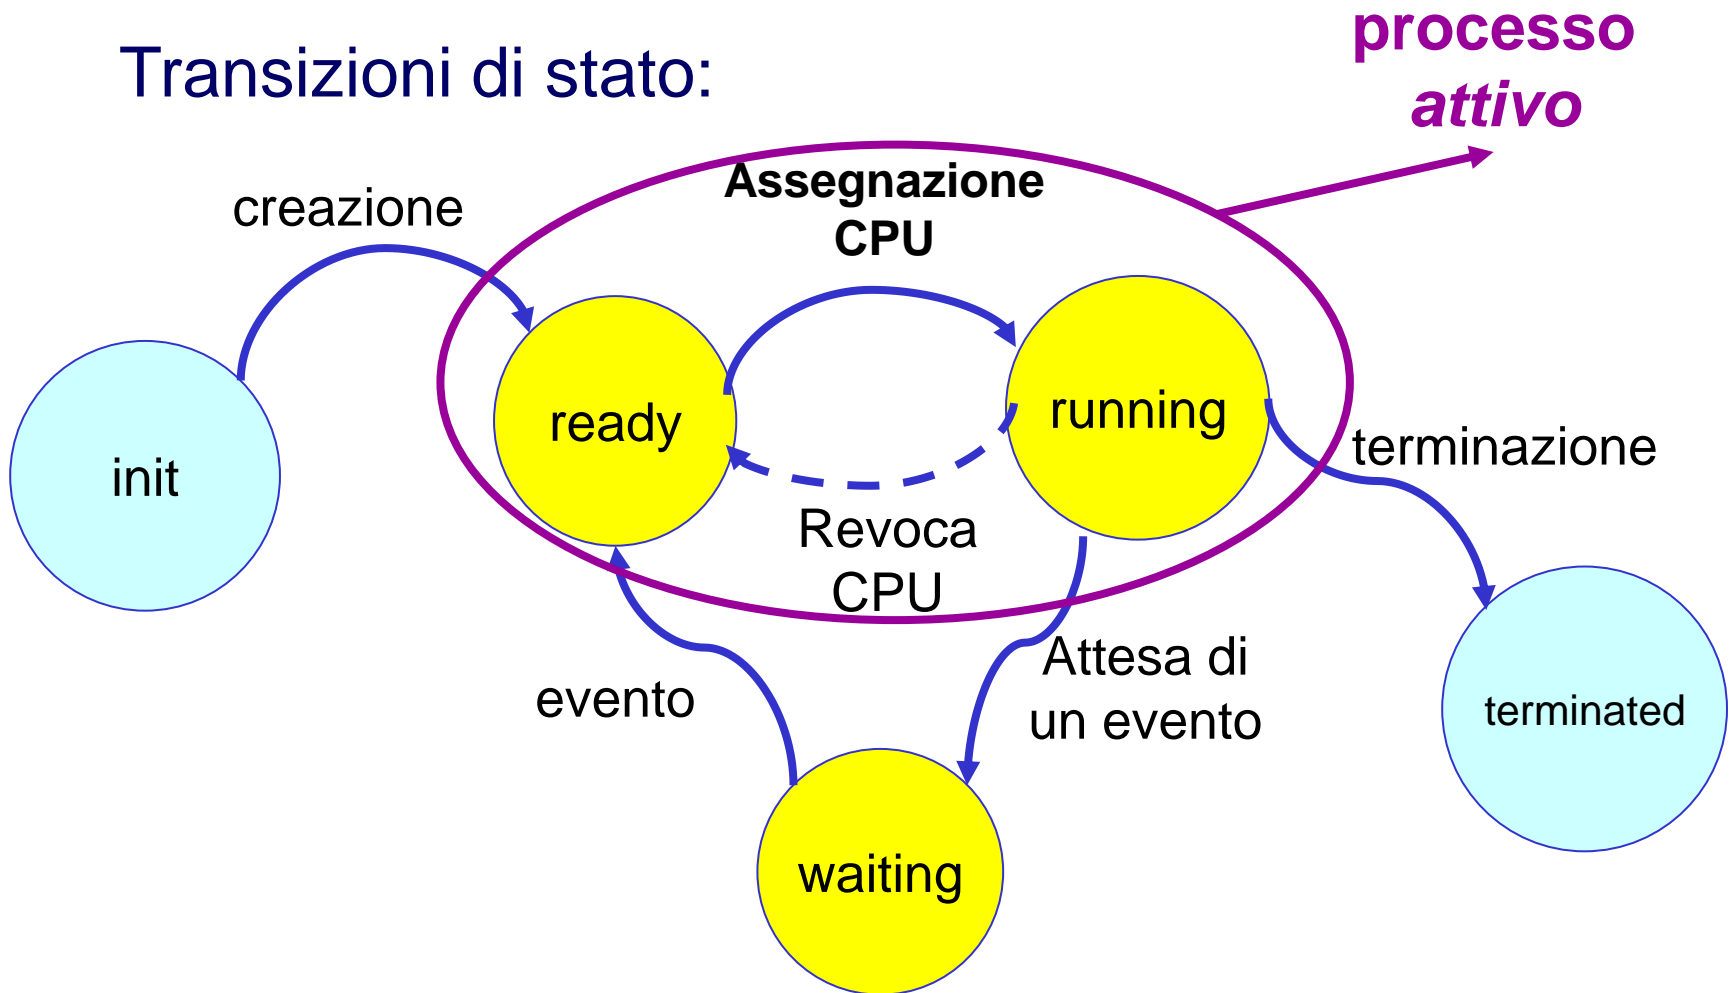 processo
attivo
Transizioni di stato:
Assegnazione
CPU
creazione
ready
running
init
terminazione
Revoca
CPU
evento
Attesa di
un evento
terminated
waiting